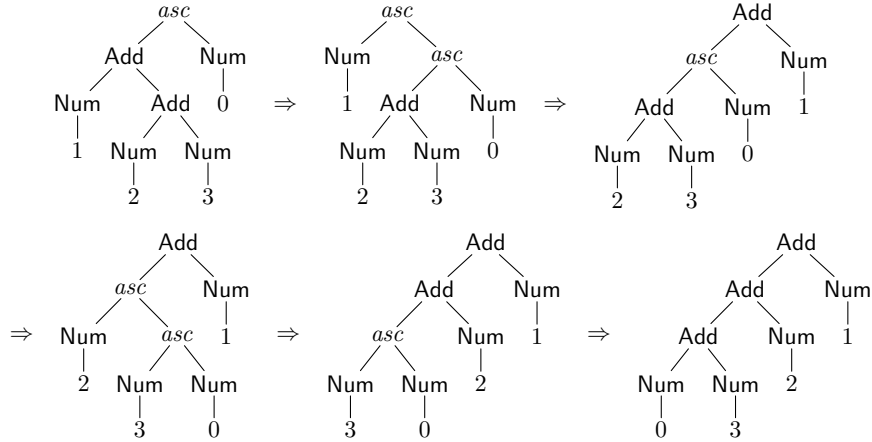 asc asc Add
Add Num Num asc asc Num
Num Add 0 ⇒ 1 Add Num ⇒ Add Num 1
1 Num Num Num Num 0 Num Num 0
2 3 2 3 2 3
Add Add Add
asc Num Add Num Add Num
⇒ Num asc 1 ⇒ asc Num 1 ⇒ Add Num 1
2 Num Num Num Num 2 Num Num 2
3 0 3 0 0 3